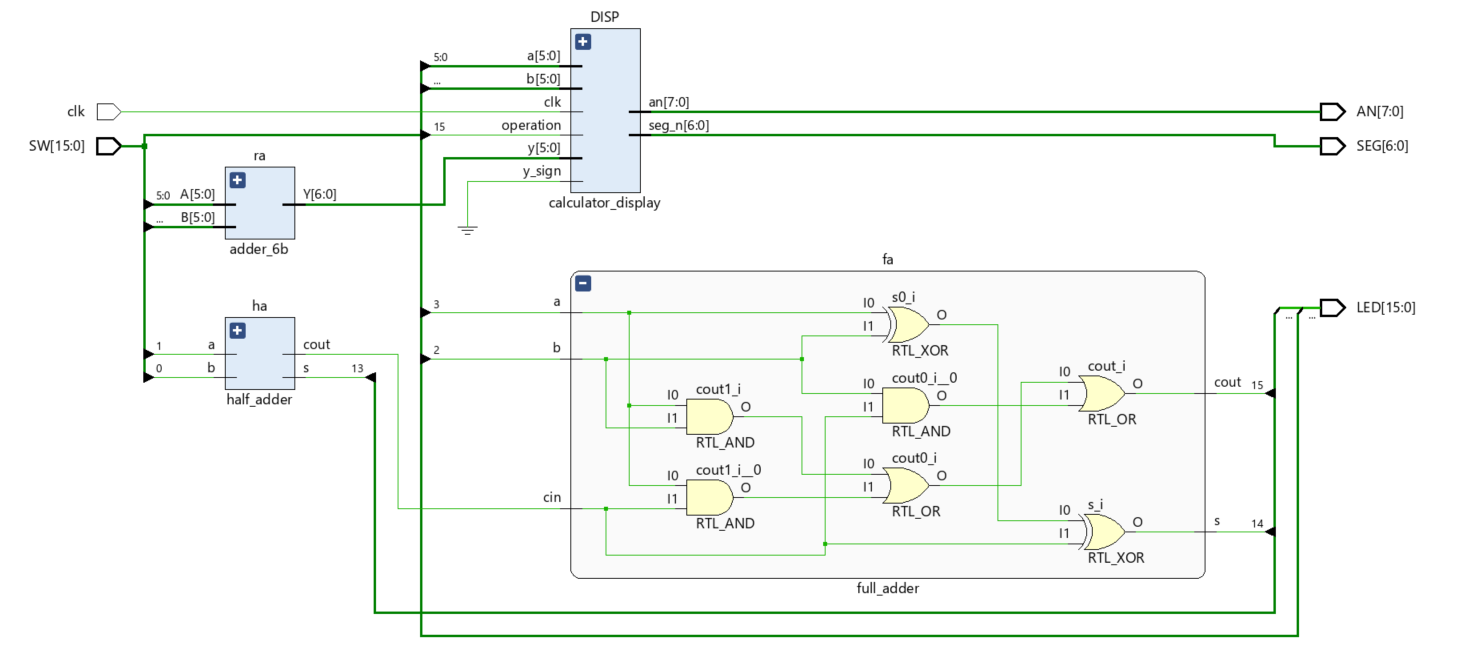 DISP
5:0 a[5:0]
... b[5:0]
clk clk an[7:0] AN[7:0]
15 operation seg_n[6:0]
SW[15:0] y[5:0] SEG[6:0]
ra y_sign
5:0 A[5:0] Y[6:0] calculator_display
... B[5:0]
adder_6b
fa
ha
3 a I0 s0_i O LED[15:0]
I1 ... ...
1 a cout 2 b RTL_XOR
0 b s 13 cout_i
half_adder
cout1_i I0 cout0_i__0 O I0 O cout 15
I0 O I1 I1
I1 RTL_AND RTL_OR
RTL_AND
cout1_i__0 I0 cout0_i O
I0 O I1
cin I1 RTL_OR s_i
RTL_AND I0 O s 14
I1
RTL_XOR
full_adder